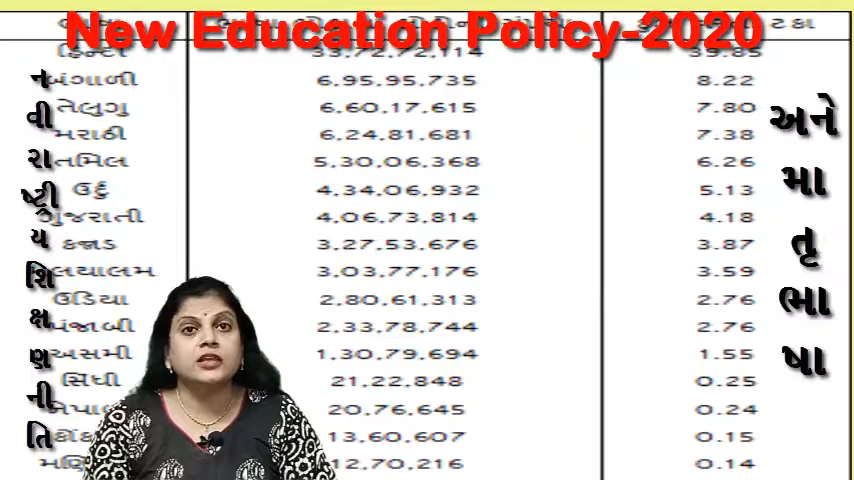 New Education Policy-2020
હિન્દી 33,72,72,114 39.85
બંગાળી 6,95,95,735 8.22
તેલુગુ 6,60,17,615 7.80
મરાઠી 6,24,81,681 7.38
તમિલ 5,30,06,368 6.26
ઉર્દુ 4,34,06,932 5.13
ગુજરાતી 4,06,73,814 4.18
કન્નડ 3,27,53,676 3.87
મલયાલમ 3,03,77,176 3.59
ઉડિયા 2,80,61,313 2.76
પંજાબી 2,33,78,744 2.76
અસમી 1,30,79,694 1.55
સિંધી 21,22,848 0.25
20,76,645 0.24
13,60,607 0.15
12,70,216 0.14
નવી રાષ્ટ્રીય શિક્ષણ નીતિ
અને
માતૃભાષા